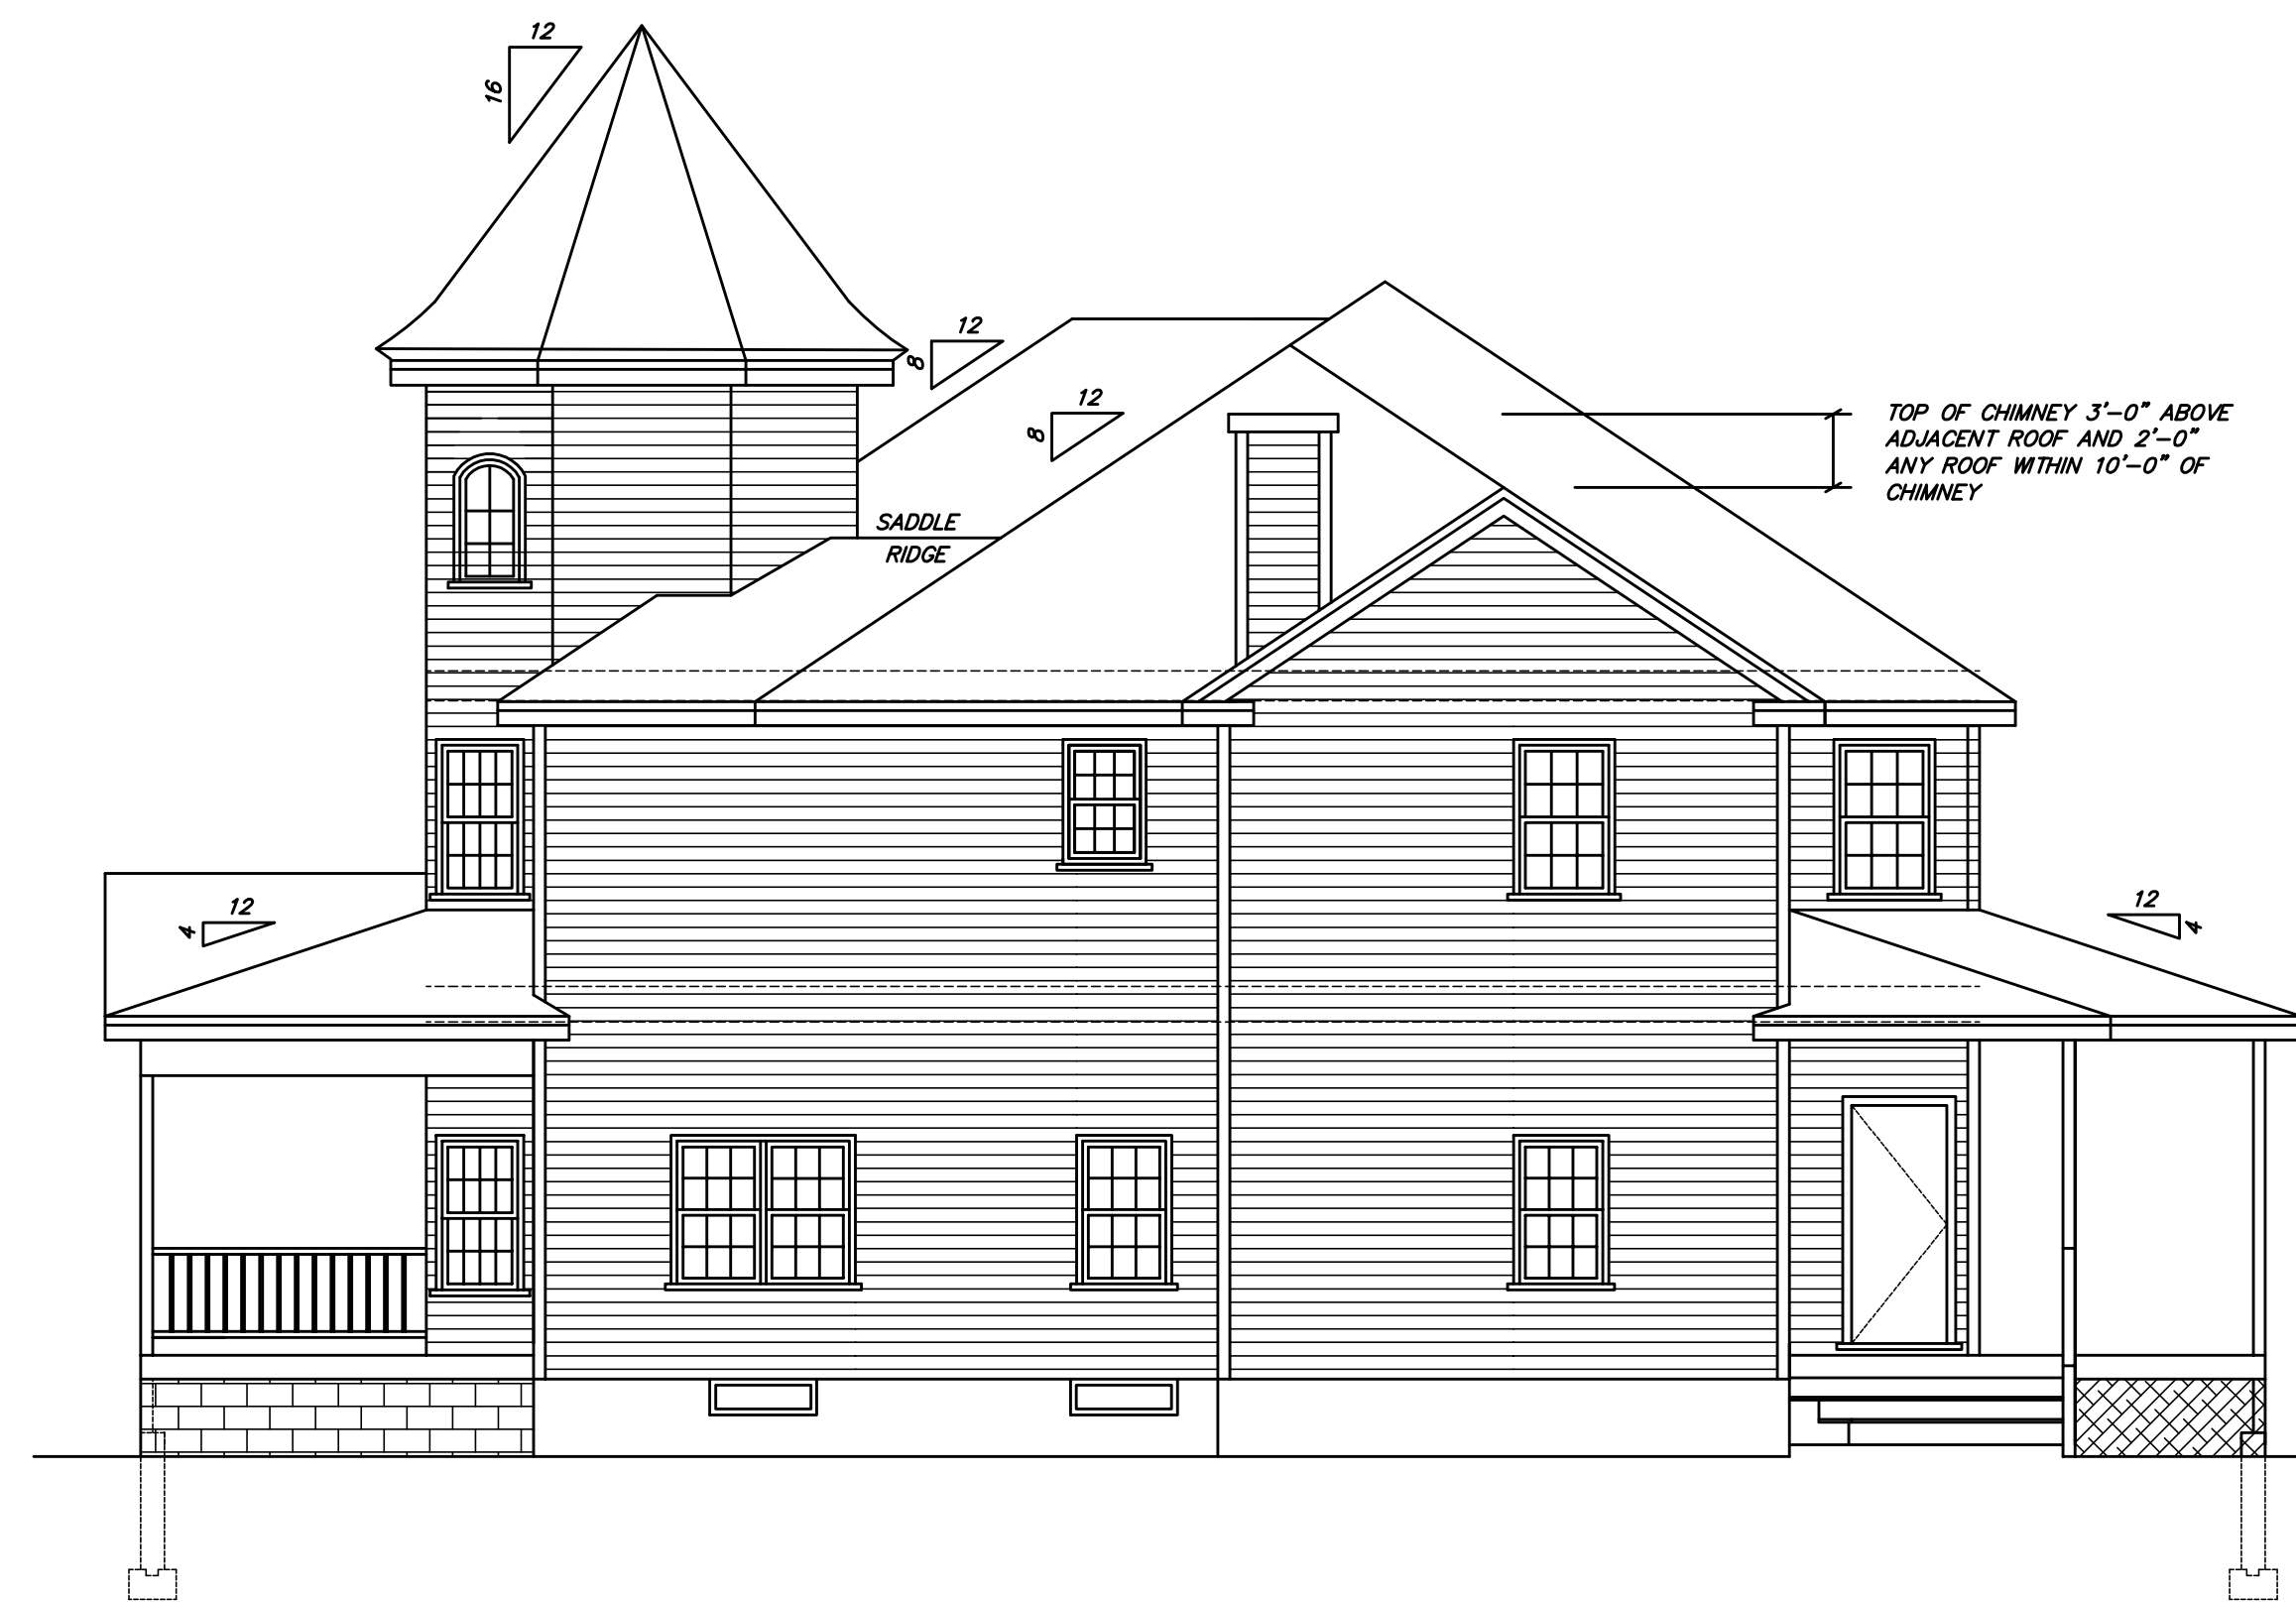 12
16
12
8
12
8
TOP OF CHIMNEY 3'-0" ABOVE
ADJACENT ROOF AND 2'-0"
ANY ROOF WITHIN 10'-0" OF
CHIMNEY
SADDLE
RIDGE
12
4
12
4